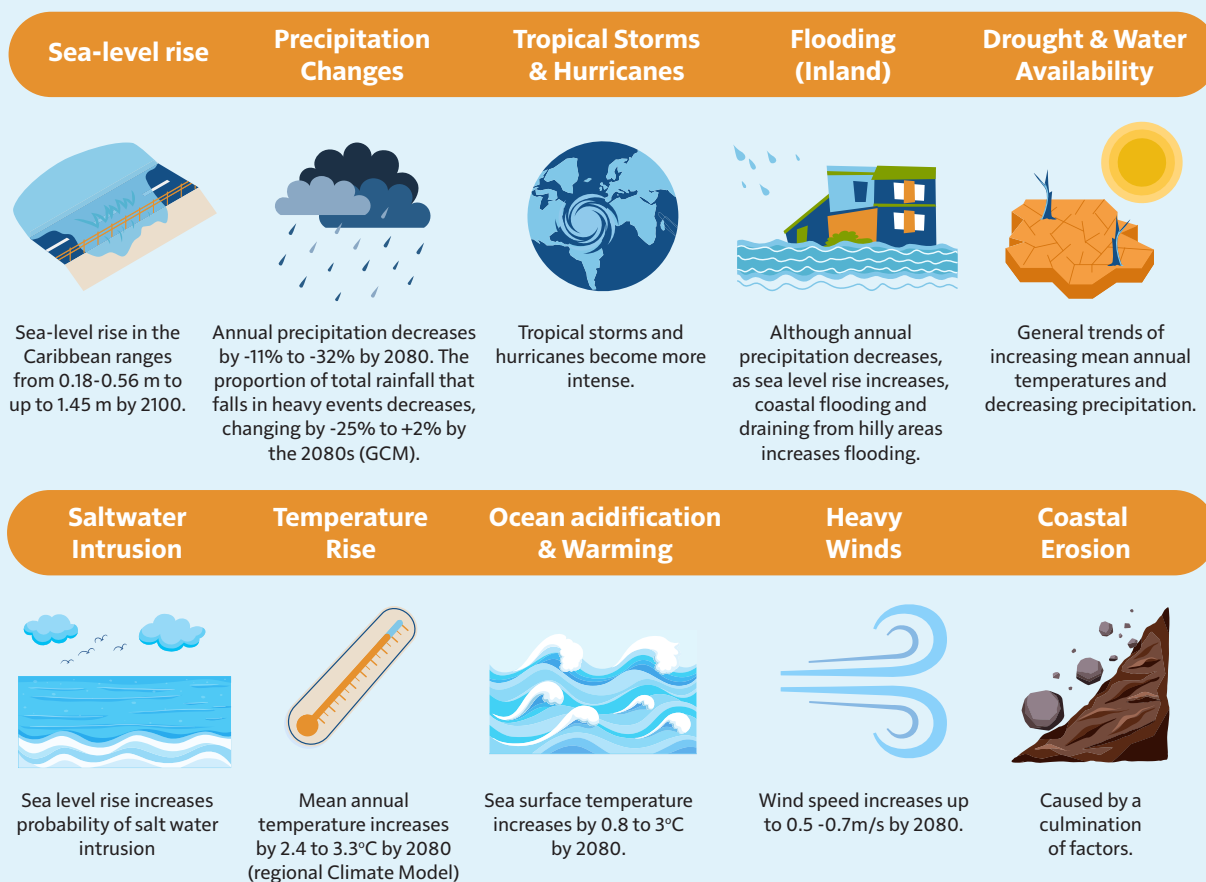 Sea-level rise
Precipitation
Changes
Tropical Storms
& Hurricanes
Flooding
(Inland)
Drought & Water
Availability
Sea-level rise in the
Caribbean ranges
from 0.18-0.56 m to
up to 1.45 m by 2100.
Annual precipitation decreases
by -11% to -32% by 2080. The
proportion of total rainfall that
falls in heavy events decreases,
changing by -25% to +2% by
the 2080s (GCM).
Tropical storms and
hurricanes become more
intense.
Although annual
precipitation decreases,
as sea level rise increases,
coastal flooding and
draining from hilly areas
increases flooding.
General trends of
increasing mean annual
temperatures and
decreasing precipitation.
Saltwater
Intrusion
Temperature
Rise
Ocean acidification
& Warming
Heavy
Winds
Coastal
Erosion
Sea level rise increases
probability of salt water
intrusion
Mean annual
temperature increases
by 2.4 to 3.3°C by 2080
(regional Climate Model)
Sea surface temperature
increases by 0.8 to 3°C
by 2080.
Wind speed increases up
to 0.5 -0.7m/s by 2080.
Caused by a
culmination
of factors.